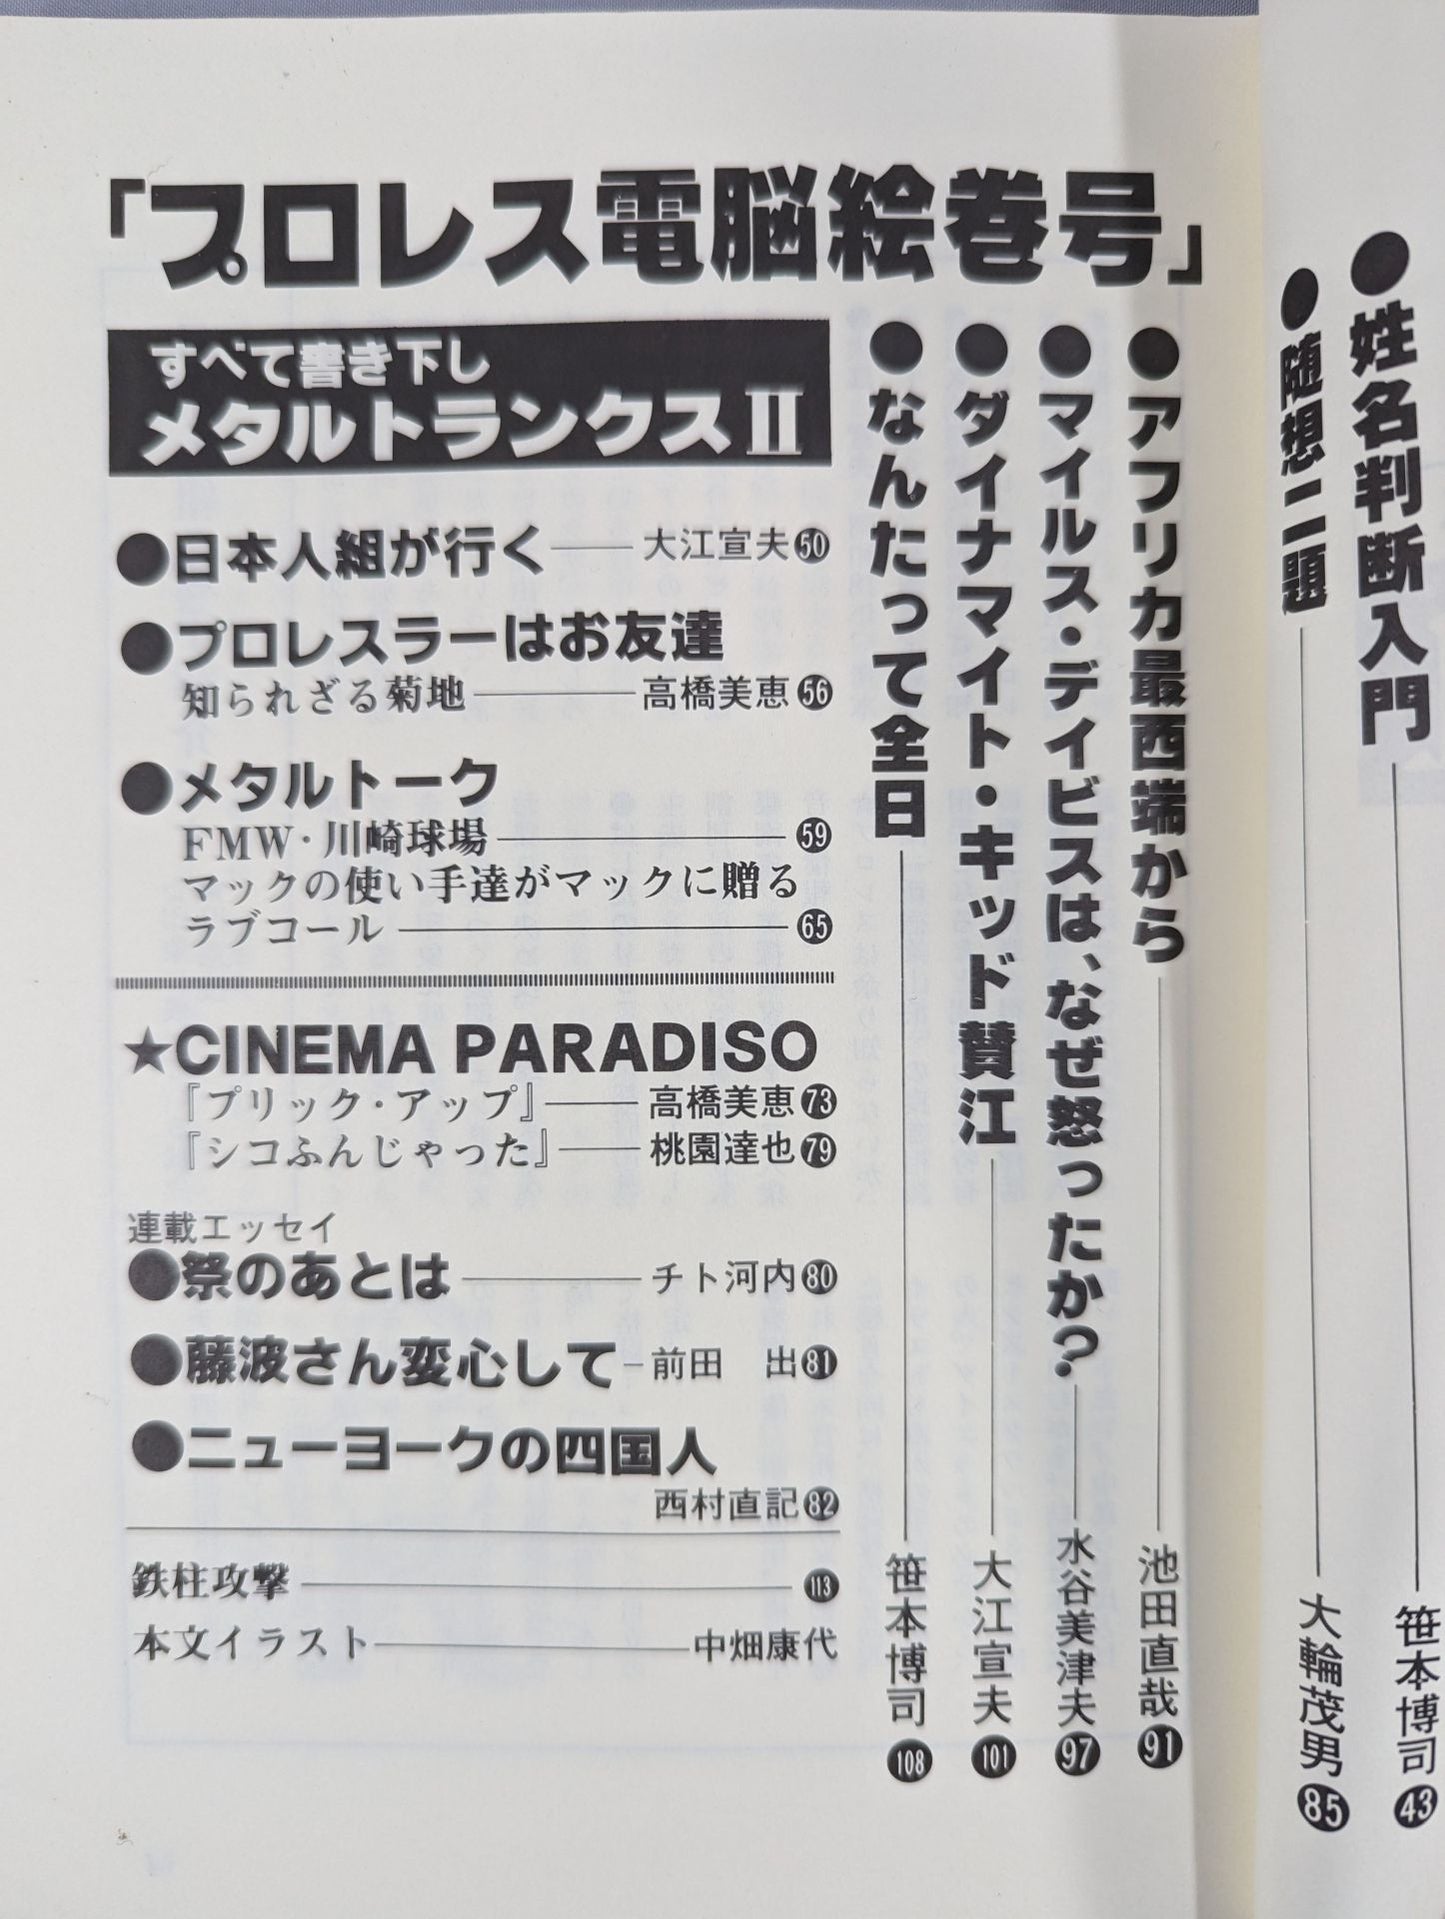 「プロレス電脳絵巻号」
●姓名判断入門 笹本博司 43
●随想二題 大輪茂男 85
●アフリカ最西端から 池田直哉 91
●マイルス・デイビスは、なぜ怒ったか? 水谷美津夫 97
●ダイナマイト・キッド賛江 大江宣夫 101
●なんたって全日 笹本博司 108
すべて書き下し
メタルトランクスⅡ
●日本人組が行く 大江宣夫 50
●プロレスラーはお友達
知られざる菊地 高橋美恵 56
●メタルトーク
FMW・川崎球場 59
マックの使い手達がマックに贈る
ラブコール 65
★CINEMA PARADISO
『プリック・アップ』 高橋美恵 73
『シコふんじゃった』 桃園達也 79
連載エッセイ
●祭のあとは チト河内 80
●藤波さん変心して 前田 出 81
●ニューヨークの四国人
西村直記 82
鉄柱攻撃 113
本文イラスト 中畑康代